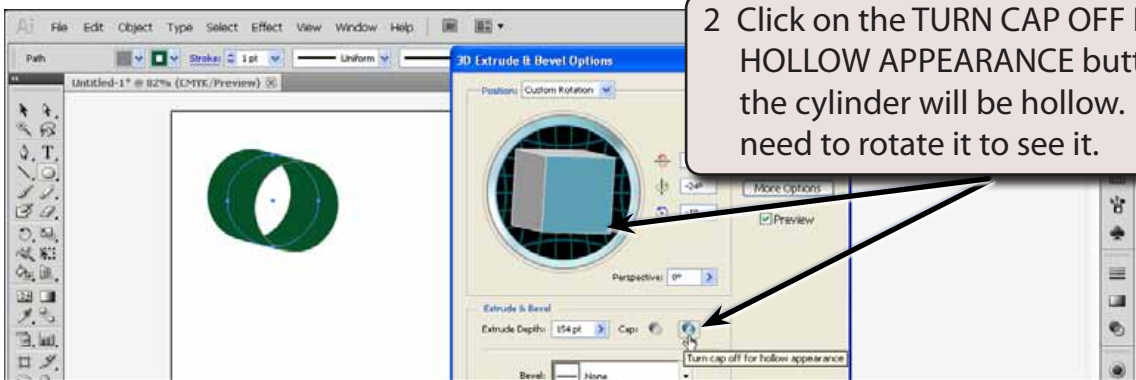 2 Click on the TURN CAP OFF
HOLLOW APPEARANCE
the cylinder will be hollow.
need to rotate it to see it.
Ai File Edit Object Type Select Effect View Window Help
Path Stroke: 1 pt Uniform
Untitled-1* @ 82% (CMYK/Preview)
3D Extrude & Bevel Options
Position: Custom Rotation
-24°
More Options
Preview
Perspective: 0°
Extrude & Bevel
Extrude Depth: 154 pt Cap:
Turn cap off for hollow appearance
Bevel: None